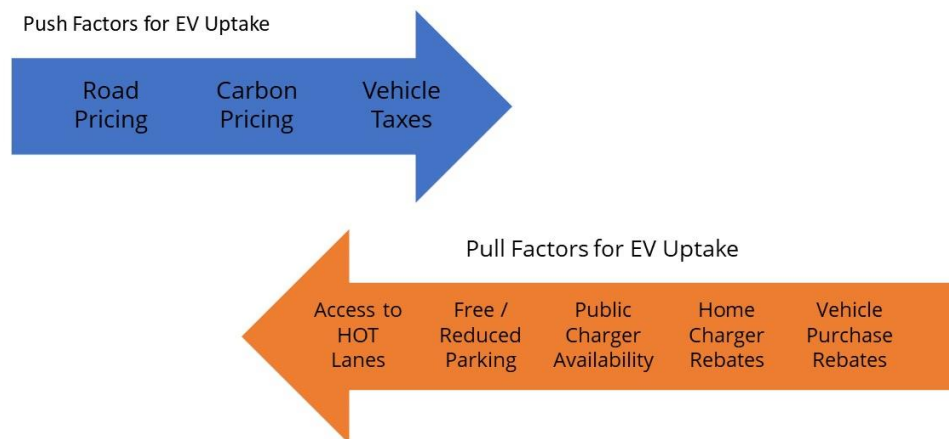 Push Factors for EV Uptake
Road Carbon Vehicle
Pricing Pricing Taxes
Pull Factors for EV Uptake
Access to Free / Public Home Vehicle
HOT Reduced Charger Charger Purchase
Lanes Parking Availability Rebates Rebates